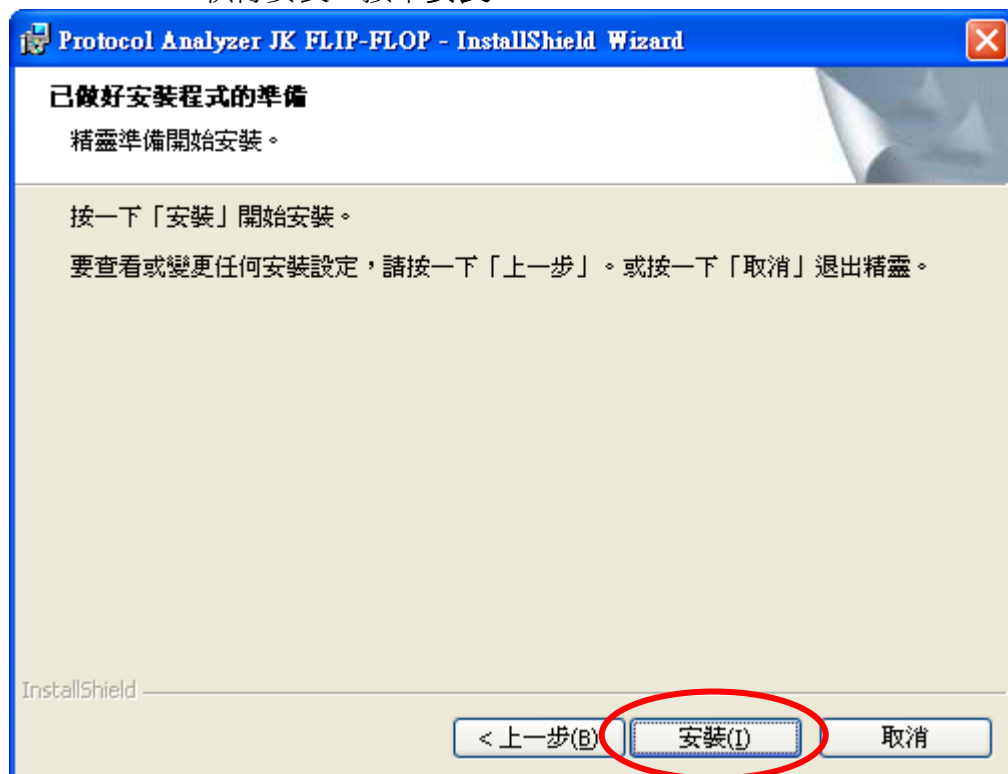 Protocol Analyzer JK FLIP-FLOP - InstallShield Wizard
已做好安裝程式的準備
精靈準備開始安裝。
按一下「安裝」開始安裝。
要查看或變更任何安裝設定，請按一下「上一步」。或按一下「取消」退出精靈。
InstallShield
< 上一步(B) 安裝(I) 取消